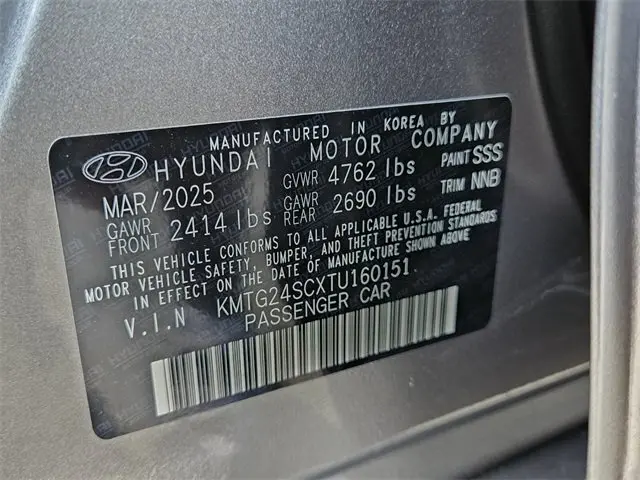 MANUFACTURED IN KOREA BY
HYUNDAI MOTOR COMPANY
MAR/2025 GVWR 4762 lbs PAINT SSS
GAWR FRONT 2414 lbs GAWR REAR 2690 lbs TRIM NNB
THIS VEHICLE CONFORMS TO ALL APPLICABLE U.S.A. FEDERAL
MOTOR VEHICLE SAFETY, BUMPER, AND THEFT PREVENTION STANDARDS
IN EFFECT ON THE DATE OF MANUFACTURE SHOWN ABOVE
V.I.N KMTG24SCXTU160151
PASSENGER CAR